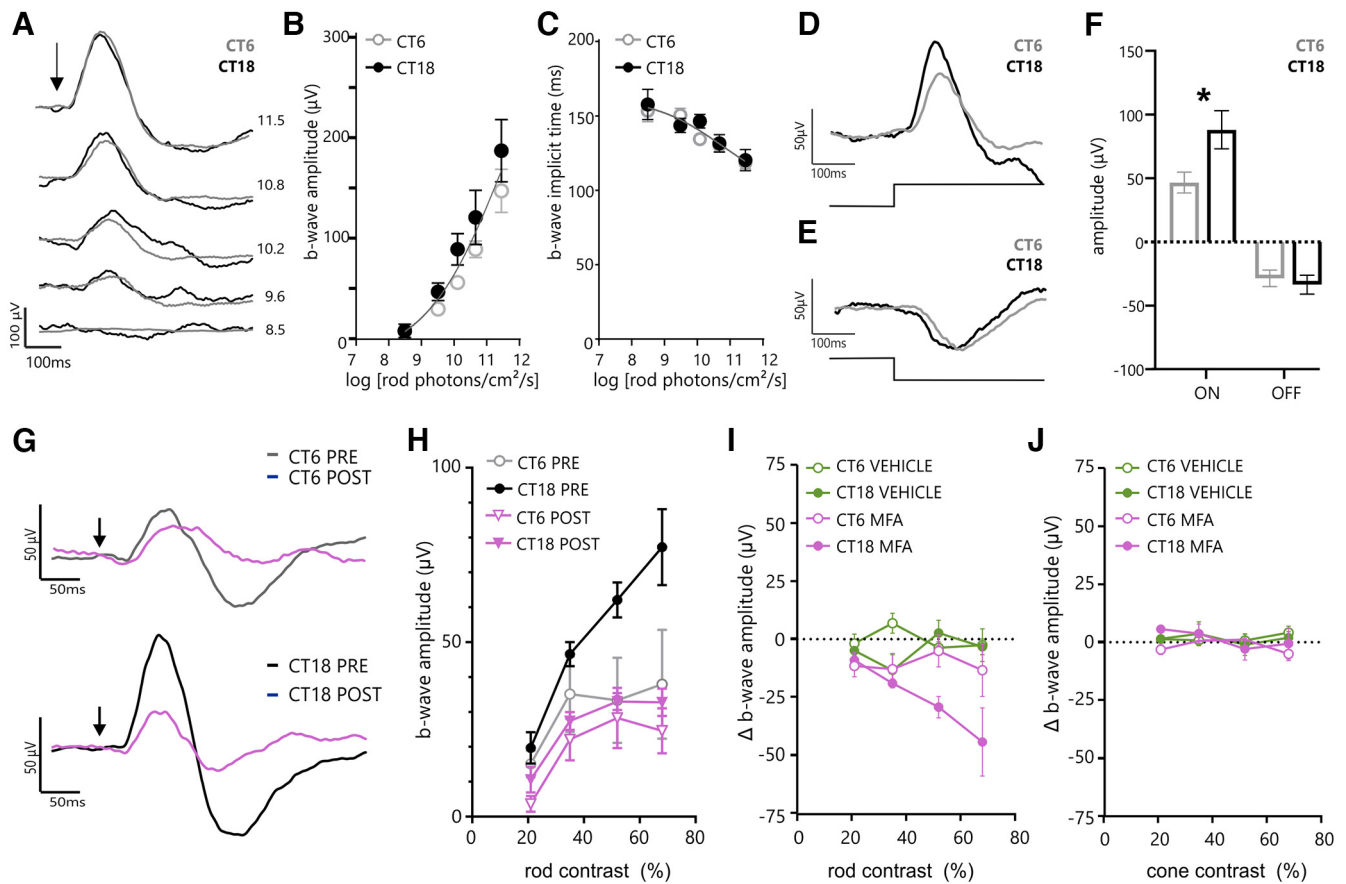 A
CT6
CT18
11.5
10.8
10.2
9.6
8.5
100 µV
100ms
B
CT6
CT18
b-wave amplitude (µV)
300
200
100
0
7 8 9 10 11 12
log [rod photons/cm²/s]
C
CT6
CT18
b-wave implicit time (ms)
200
150
100
50
0
7 8 9 10 11 12
log [rod photons/cm²/s]
D
CT6
CT18
50µV
100ms
E
CT6
CT18
50µV
100ms
F
CT6
CT18
amplitude (µV)
150
100
50
0
-50
-100
*
ON OFF
G
CT6 PRE
CT6 POST
50 µV
50ms
CT18 PRE
CT18 POST
50 µV
50ms
H
CT6 PRE
CT18 PRE
CT6 POST
CT18 POST
b-wave amplitude (µV)
100
50
0
0 20 40 60 80
rod contrast (%)
I
CT6 VEHICLE
CT18 VEHICLE
CT6 MFA
CT18 MFA
Δ b-wave amplitude (µV)
75
50
25
0
-25
-50
-75
0 20 40 60 80
rod contrast (%)
J
CT6 VEHICLE
CT18 VEHICLE
CT6 MFA
CT18 MFA
Δ b-wave amplitude (µV)
75
50
25
0
-25
-50
-75
0 20 40 60 80
cone contrast (%)